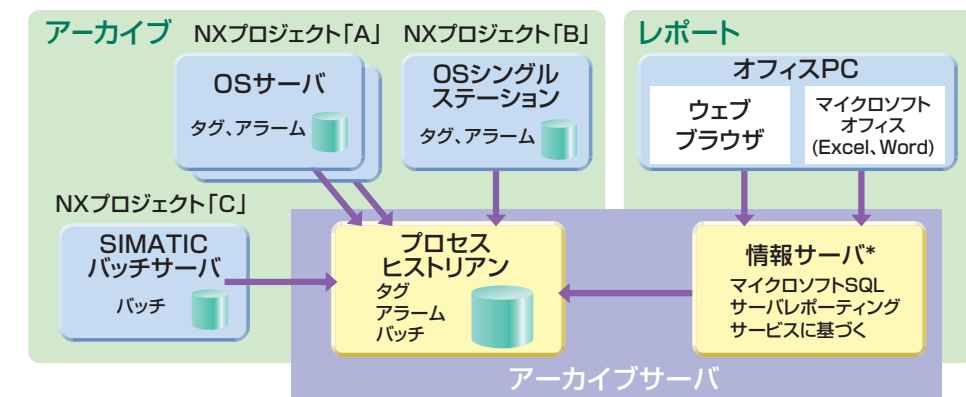 アーカイブ
NXプロジェクト「A」
NXプロジェクト「B」
レポート
OSサーバ
タグ、アラーム
OSシングル
ステーション
タグ、アラーム
オフィスPC
ウェブ
ブラウザ
マイクロソフト
オフィス
(Excel、Word)
NXプロジェクト「C」
SIMATIC
バッチサーバ
バッチ
プロセス
ヒストリアン
タグ
アラーム
バッチ
情報サーバ*
マイクロソフトSQL
サーバレポーティング
サービスに基づく
アーカイブサーバ